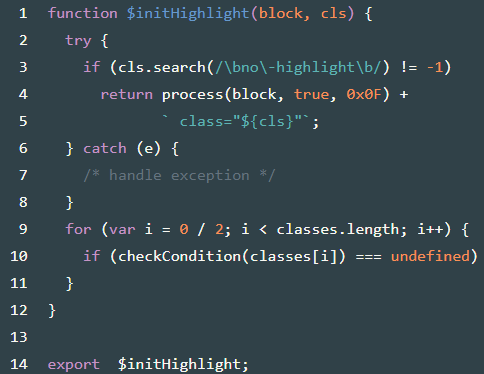 1 function $initHighlight(block, cls) {
2   try {
3     if (cls.search(/\bno\-highlight\b/) != -1)
4       return process(block, true, 0x0F) +
5              ` class="${cls}"`;
6   } catch (e) {
7     /* handle exception */
8   }
9   for (var i = 0 / 2; i < classes.length; i++) {
10     if (checkCondition(classes[i]) === undefined)
11   }
12 }
13
14 export  $initHighlight;